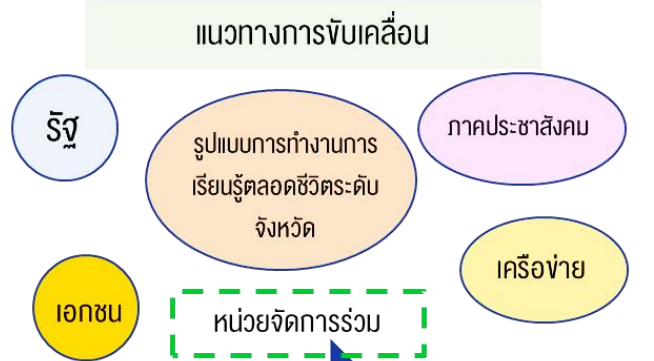 แนวทางการขับเคลื่อน
รัฐ
รูปแบบการทำงานการ
เรียนรู้ตลอดชีวิตระดับ
จังหวัด
ภาคประชาสังคม
เครือข่าย
เอกชน
หน่วยจัดการร่วม